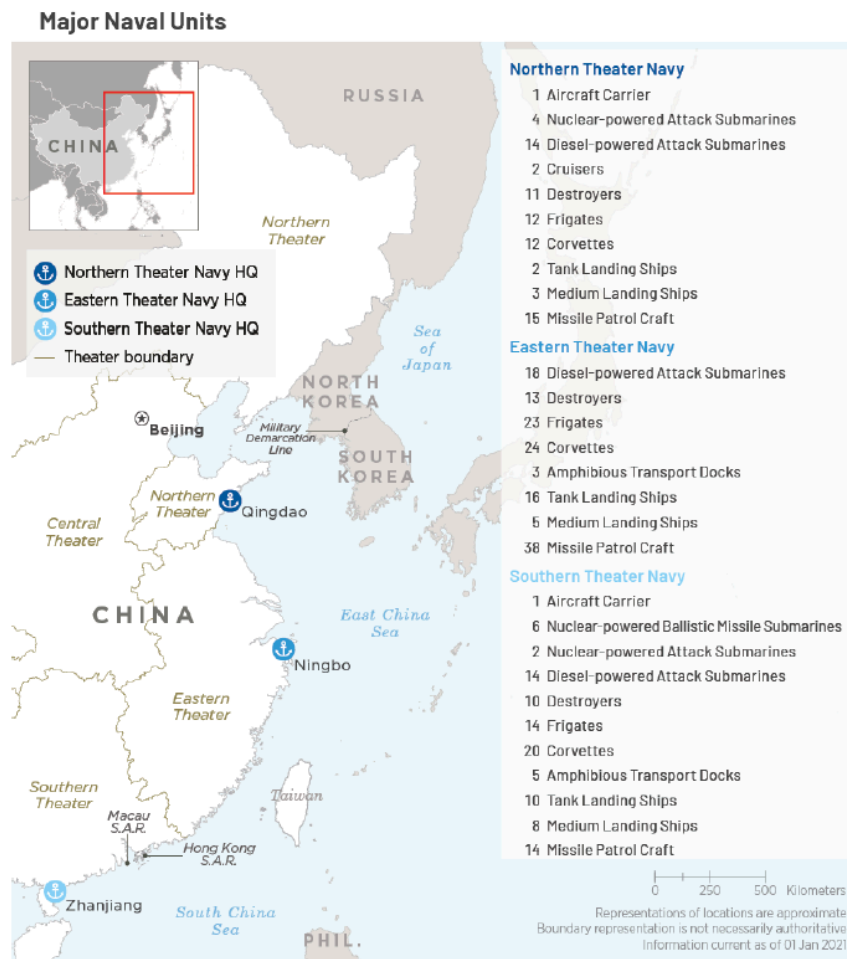 Major Naval Units
RUSSIA
CHINA
Northern
Theater
Northern Theater Navy HQ
Eastern Theater Navy HQ
Southern Theater Navy HQ
Theater boundary
Sea
of
Japan
NORTH
KOREA
Beijing
Military
Demarcation
Line
SOUTH
KOREA
Northern
Theater
Qingdao
Central
Theater
CHINA
East China
Sea
Ningbo
Eastern
Theater
Southern
Theater
Taiwan
Macau
S.A.R.
Hong Kong
S.A.R.
Zhanjiang
South China
Sea
PHIL.
Northern Theater Navy
1 Aircraft Carrier
4 Nuclear-powered Attack Submarines
14 Diesel-powered Attack Submarines
2 Cruisers
11 Destroyers
12 Frigates
12 Corvettes
2 Tank Landing Ships
3 Medium Landing Ships
15 Missile Patrol Craft
Eastern Theater Navy
18 Diesel-powered Attack Submarines
13 Destroyers
23 Frigates
24 Corvettes
3 Amphibious Transport Docks
16 Tank Landing Ships
5 Medium Landing Ships
38 Missile Patrol Craft
Southern Theater Navy
1 Aircraft Carrier
6 Nuclear-powered Ballistic Missile Submarines
2 Nuclear-powered Attack Submarines
14 Diesel-powered Attack Submarines
10 Destroyers
14 Frigates
20 Corvettes
5 Amphibious Transport Docks
10 Tank Landing Ships
8 Medium Landing Ships
14 Missile Patrol Craft
0 250 500 Kilometers
Representations of locations are approximate
Boundary representation is not necessarily authoritative
Information current as of 01 Jan 2021